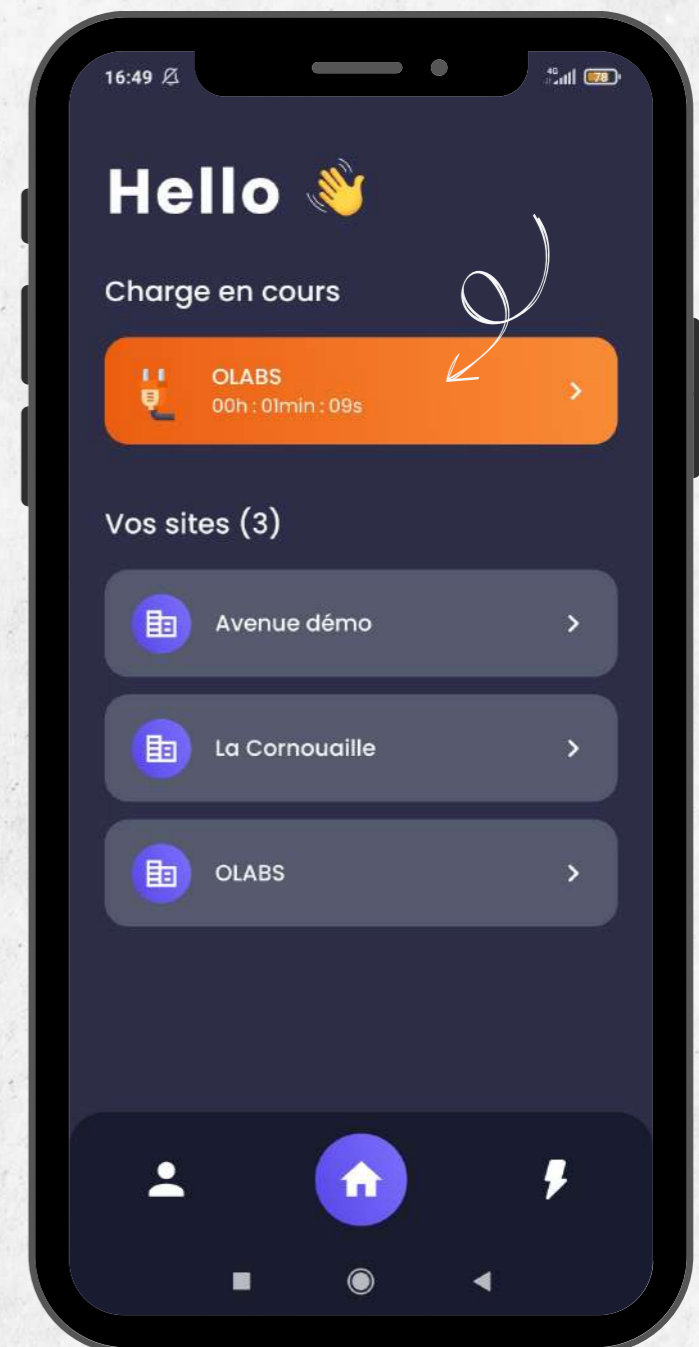 16:49
4G
78
Hello 👋
Charge en cours
OLABS
00h : 01min : 09s
Vos sites (3)
Avenue démo
La Cornouaille
OLABS